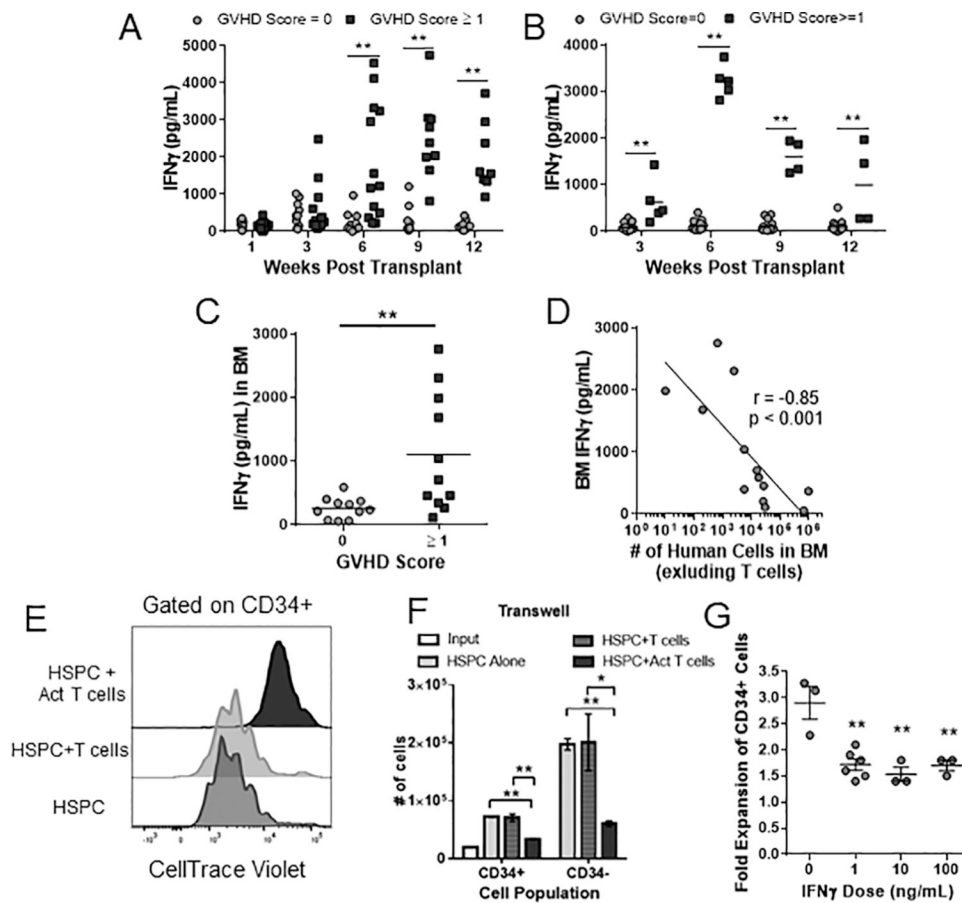 A
GVHD Score = 0
GVHD Score ≥ 1
IFNγ (pg/mL)
5000
4000
3000
2000
1000
0
**
**
**
1
3
6
9
12
Weeks Post Transplant
B
GVHD Score=0
GVHD Score>=1
IFNγ (pg/mL)
4000
3000
2000
1000
0
**
**
**
**
3
6
9
12
Weeks Post Transplant
C
IFNγ (pg/mL) in BM
3000
2000
1000
0
**
0
≥ 1
GVHD Score
D
BM IFNγ (pg/mL)
3000
2000
1000
0
r = -0.85
p < 0.001
10⁰ 10¹ 10² 10³ 10⁴ 10⁵ 10⁶
# of Human Cells in BM
(exluding T cells)
E
Gated on CD34+
HSPC +
Act T cells
HSPC+T cells
HSPC
-10³ 0 10³ 10⁴ 10⁵
CellTrace Violet
F
Transwell
Input
HSPC Alone
HSPC+T cells
HSPC+Act T cells
# of cells
3×10⁵
2×10⁵
1×10⁵
0
**
**
*
**
CD34+
CD34-
Cell Population
G
Fold Expansion of CD34+ Cells
3.5
3.0
2.5
2.0
1.5
1.0
0.5
0.0
**
**
**
0
1
10
100
IFNγ Dose (ng/mL)